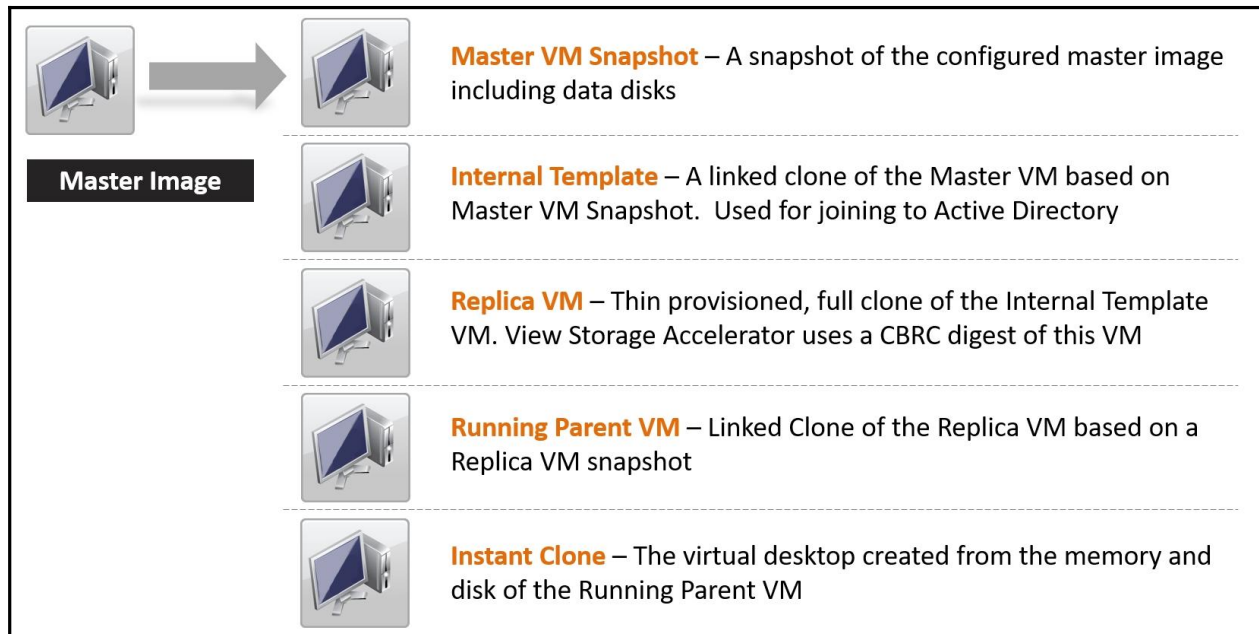 Master Image
Master VM Snapshot – A snapshot of the configured master image
including data disks
Internal Template – A linked clone of the Master VM based on
Master VM Snapshot.  Used for joining to Active Directory
Replica VM – Thin provisioned, full clone of the Internal Template
VM. View Storage Accelerator uses a CBRC digest of this VM
Running Parent VM – Linked Clone of the Replica VM based on a
Replica VM snapshot
Instant Clone – The virtual desktop created from the memory and
disk of the Running Parent VM